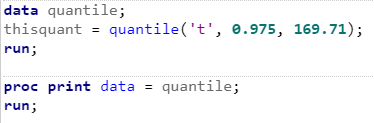 data quantile;
thisquant = quantile('t', 0.975, 169.71);
run;
proc print data = quantile;
run;